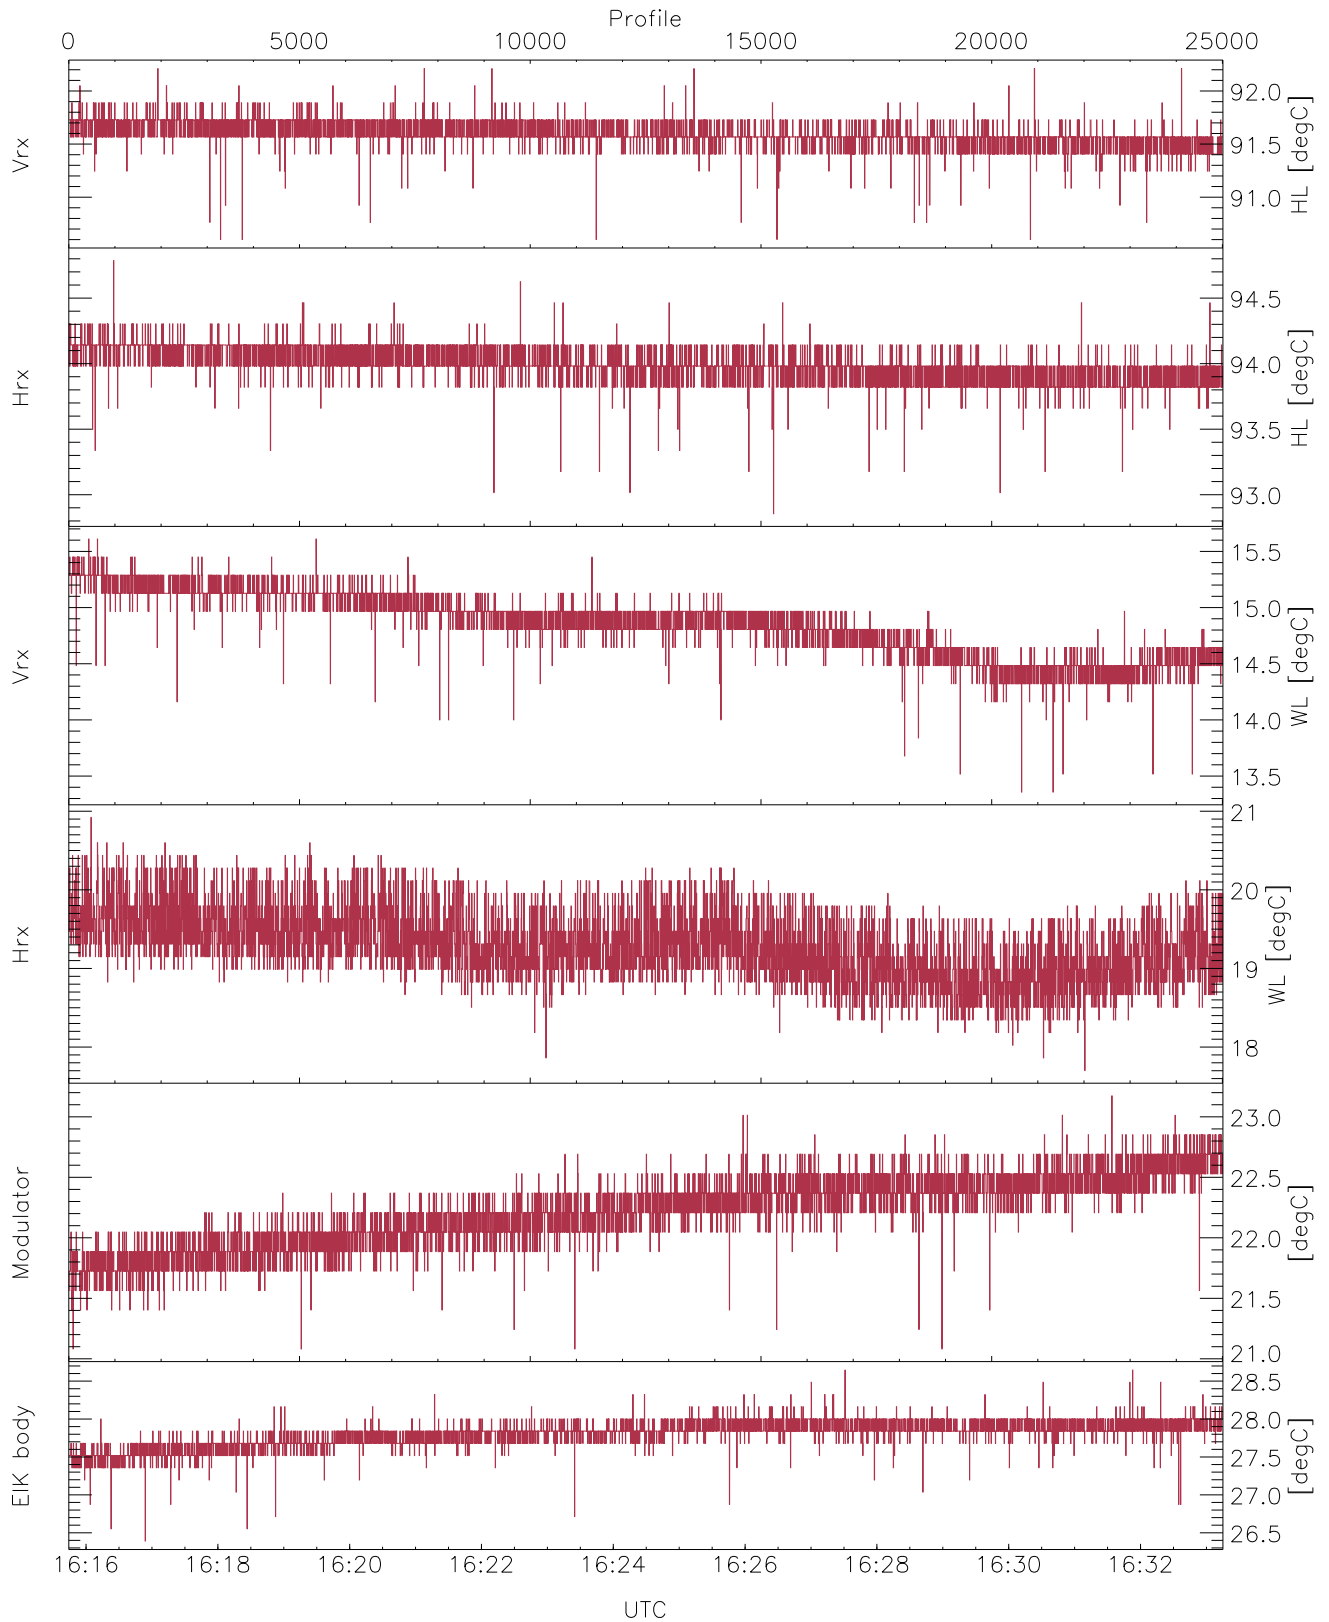 Profile
0 5000 10000 15000 20000 25000
Vrx
92.0
91.5
91.0
HL [degC]
Hrx
94.5
94.0
93.5
93.0
HL [degC]
Vrx
15.5
15.0
14.5
14.0
13.5
WL [degC]
Hrx
21
20
19
18
WL [degC]
Modulator
23.0
22.5
22.0
21.5
21.0
[degC]
EIK body
28.5
28.0
27.5
27.0
26.5
[degC]
16:16 16:18 16:20 16:22 16:24 16:26 16:28 16:30 16:32
UTC